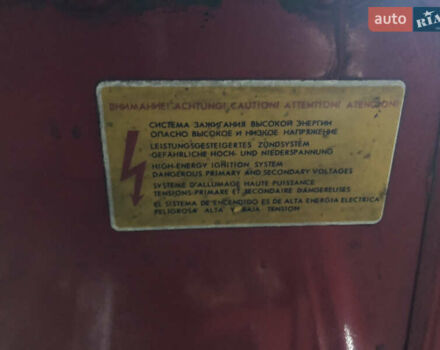 auto RIA
ВНИМАНИЕ! ACHTUNG! CAUTION! ATTENTION! ATENCION!
СИСТЕМА ЗАЖИГАНИЯ ВЫСОКОЙ ЭНЕРГИИ
ОПАСНО ВЫСОКОЕ И НИЗКОЕ НАПРЯЖЕНИЕ
LEISTUNGSGESTEIGERTES ZÜNDSYSTEM
GEFÄHRLICHE HOCH- UND NIEDERSPANNUNG
HIGH-ENERGY IGNITION SYSTEM
DANGEROUS PRIMARY AND SECONDARY VOLTAGES
SYSTEME D'ALLUMAGE HAUTE PUISSANCE
TENSIONS PRIMARE ET SECONDAIRE DANGEREUSES
EL SISTEMA DE ENCENDIDO ES DE ALTA ENERGIA ELECTRICA
PELIGROSA ALTA Y BAJA TENSION